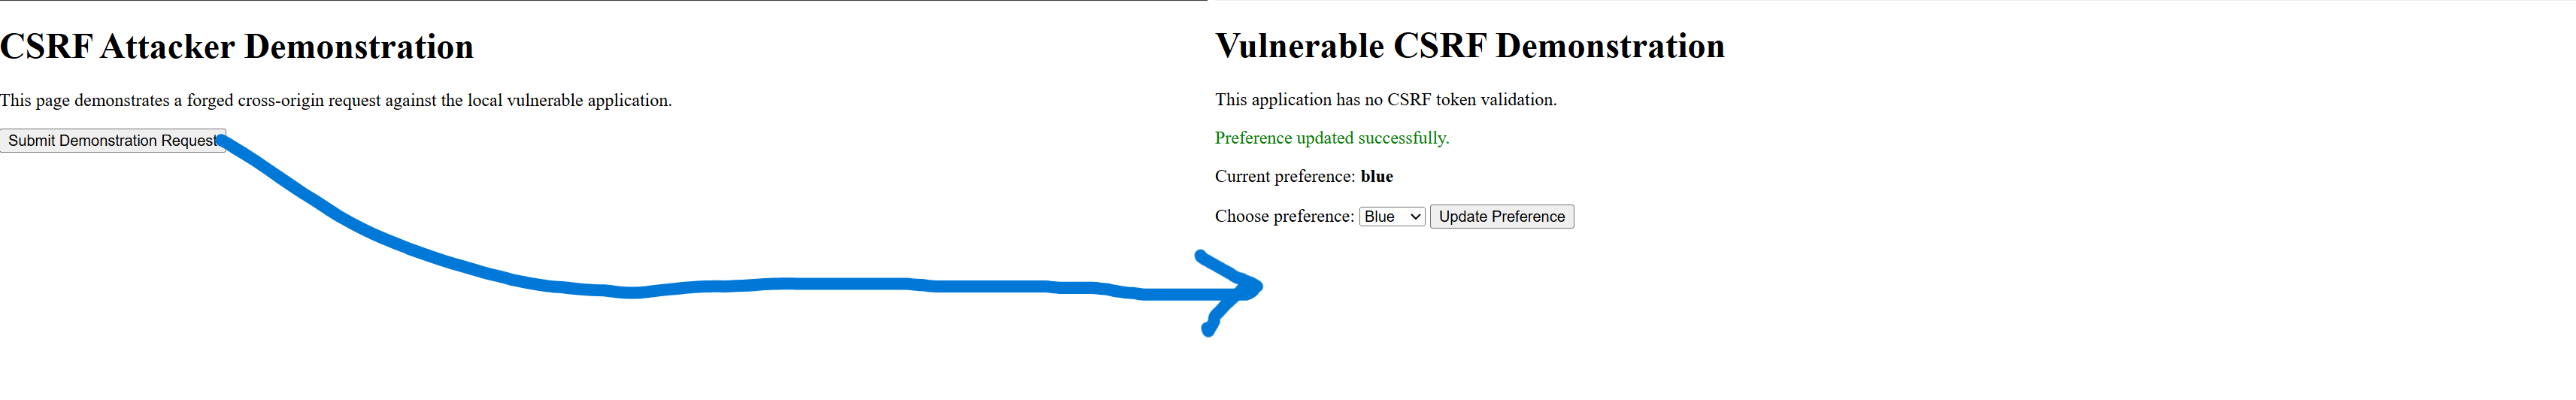 CSRF Attacker Demonstration
This page demonstrates a forged cross-origin request against the local vulnerable application.
Submit Demonstration Request
Vulnerable CSRF Demonstration
This application has no CSRF token validation.
Preference updated successfully.
Current preference: blue
Choose preference: Blue Update Preference